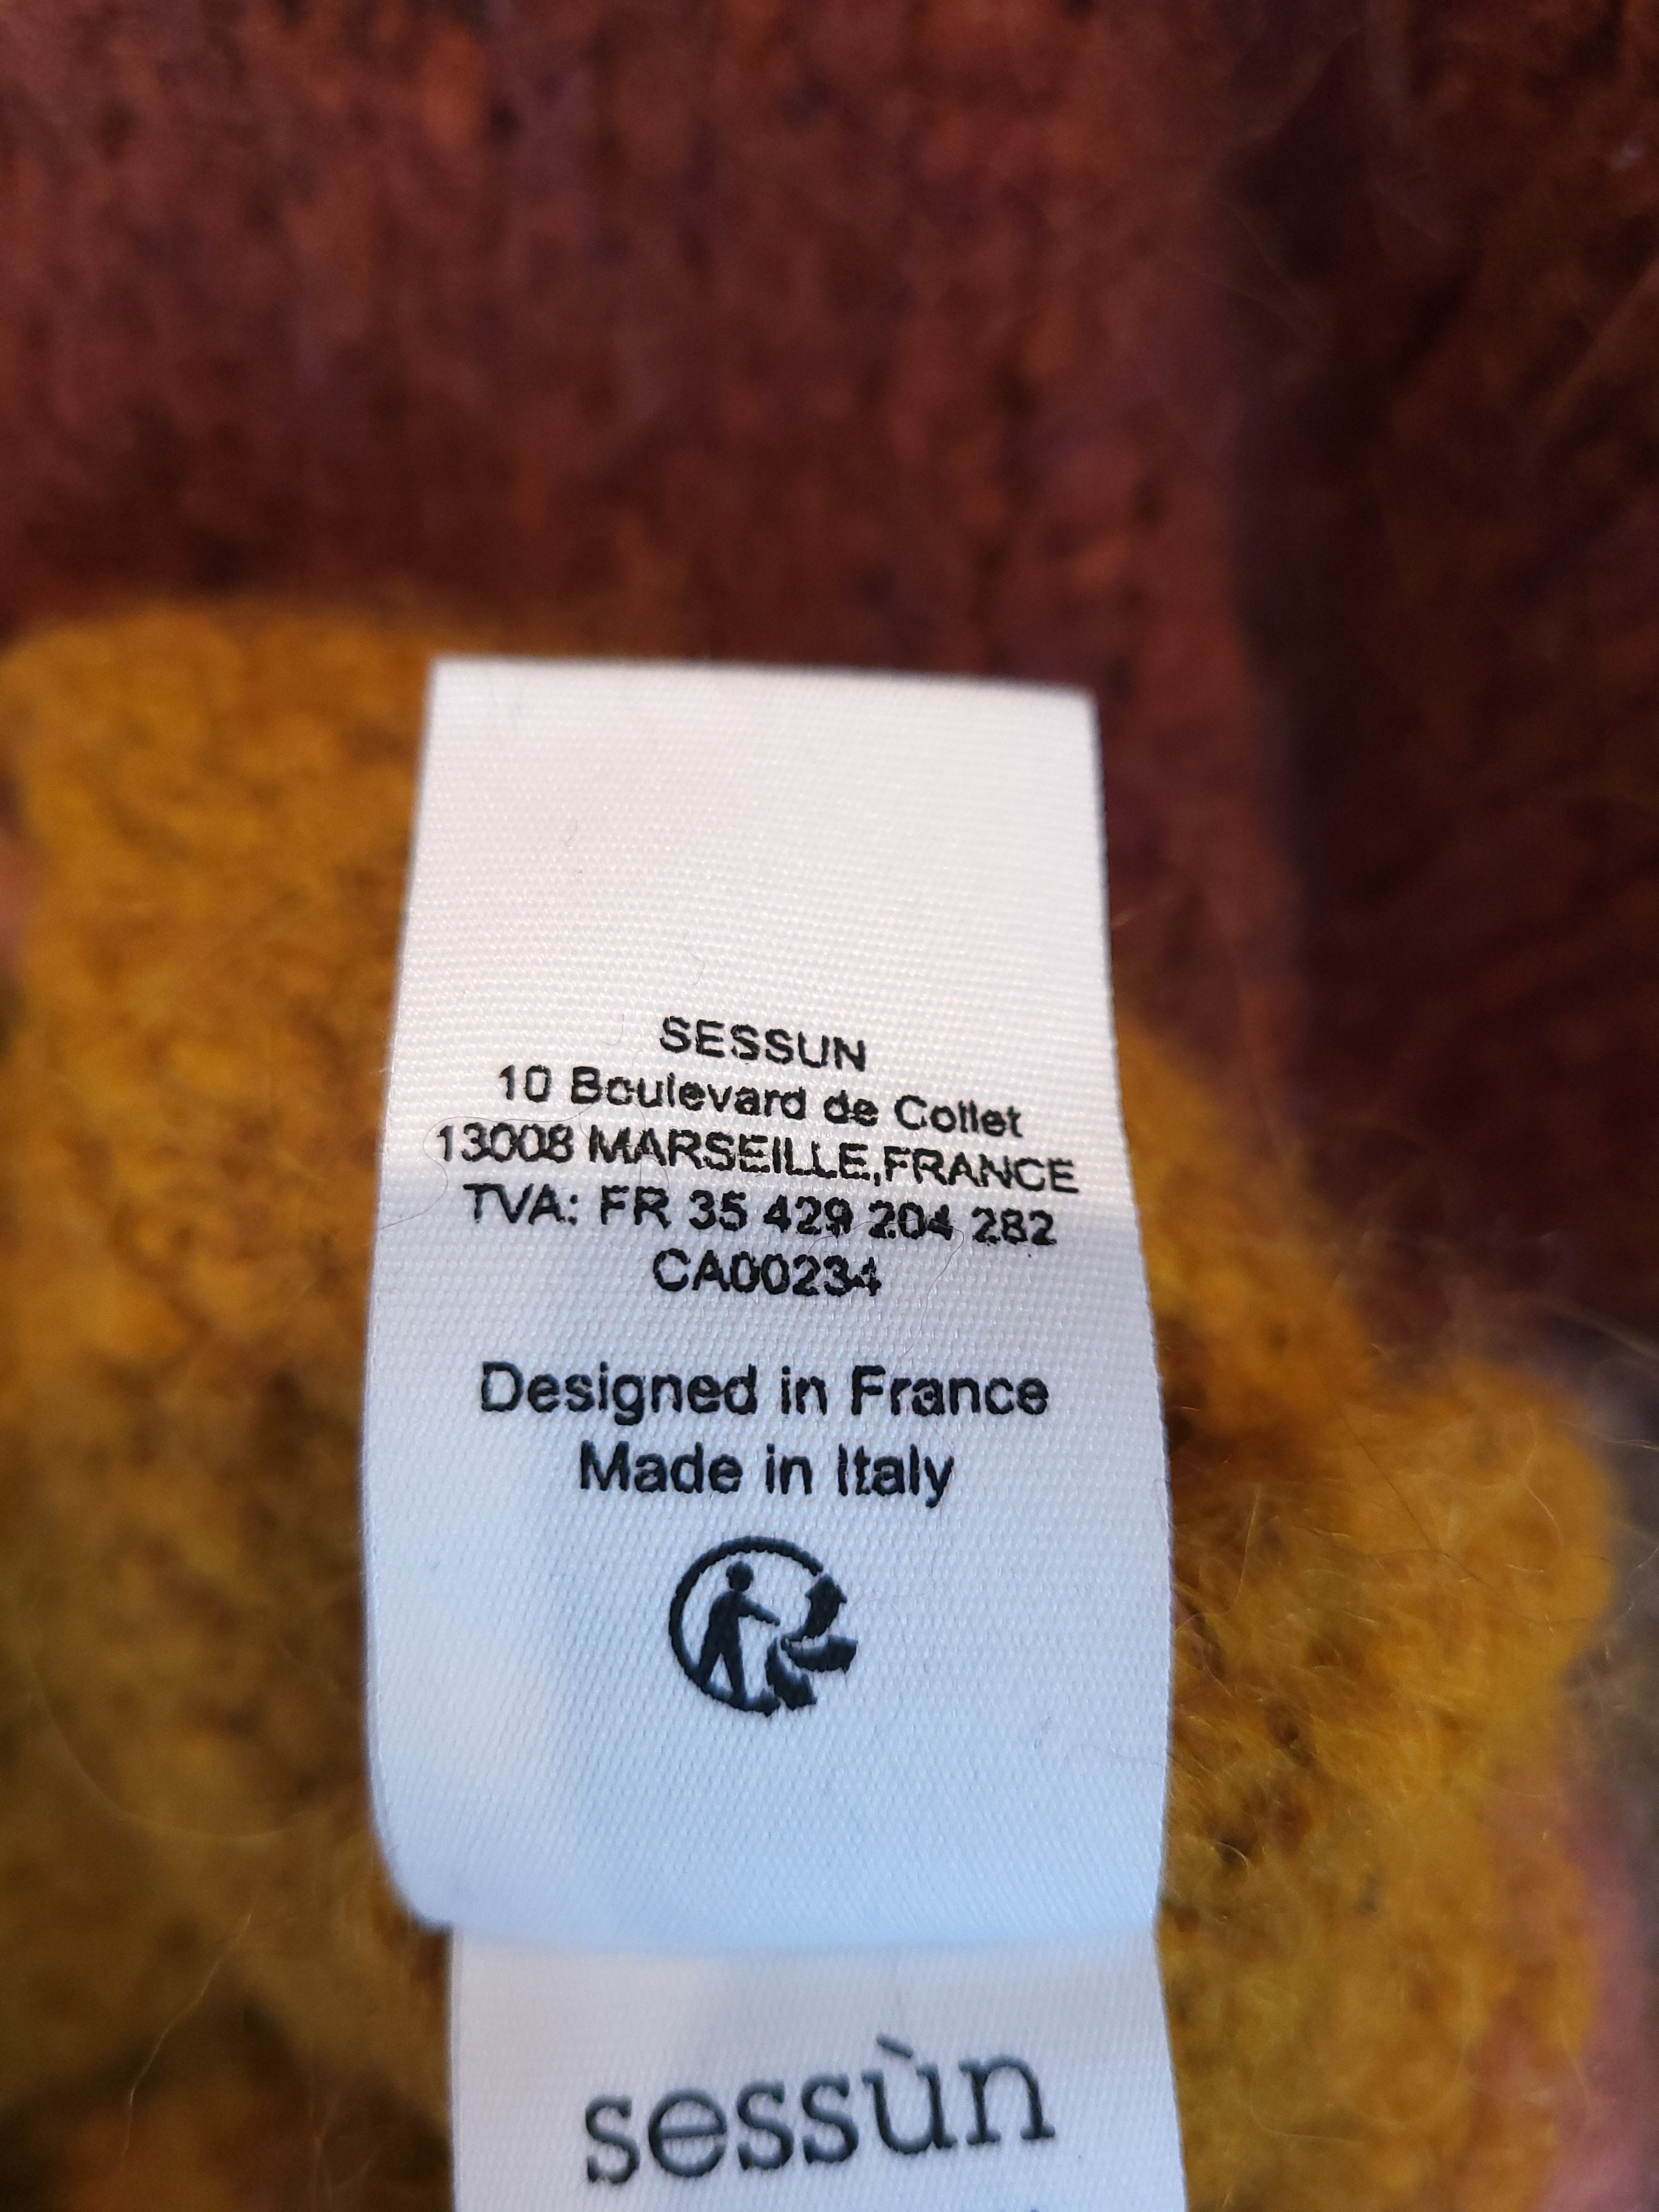 SESSUN
10 Boulevard de Collet
13008 MARSEILLE,FRANCE
TVA: FR 35 429 204 282
CA00234
Designed in France
Made in Italy
sessùn